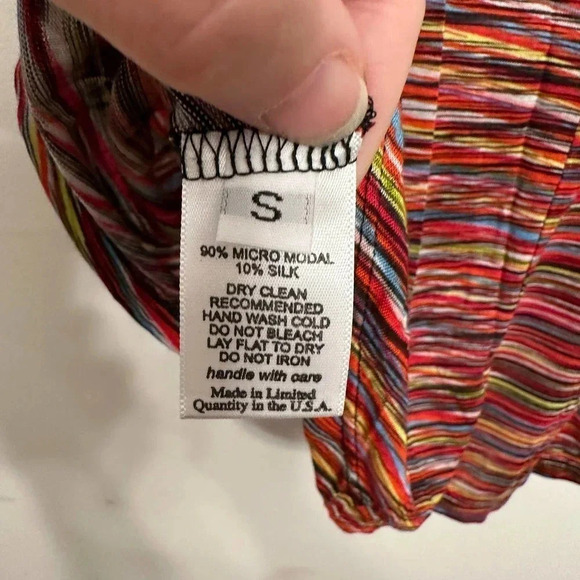 S
90% MICRO MODAL
10% SILK
DRY CLEAN
RECOMMENDED
HAND WASH COLD
DO NOT BLEACH
LAY FLAT TO DRY
DO NOT IRON
handle with care
Made in Limited
Quantity in the U.S.A.